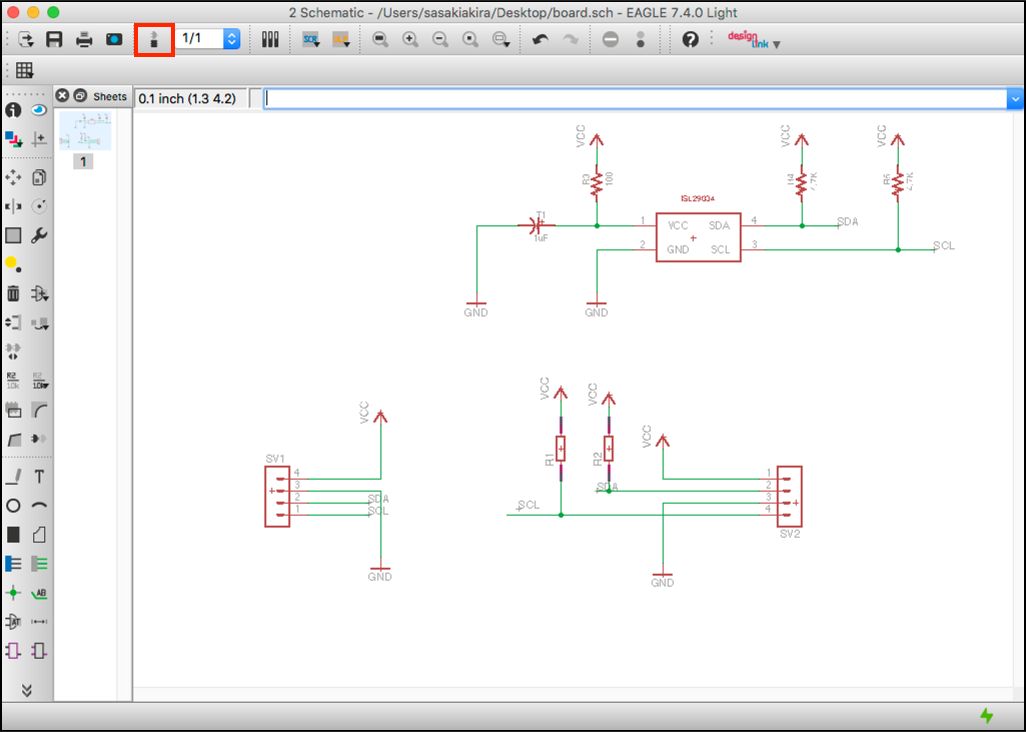 2 Schematic - /Users/sasakiakira/Desktop/board.sch - EAGLE 7.4.0 Light
1/1
SCR
ULP
design
link
Sheets
0.1 inch (1.3 4.2)
1
R2
10k
R2
10k
T
AB
VCC
VCC
VCC
R3
100
R4
4.7K
R5
4.7K
ISL29034
T1
1uF
1
VCC
SDA
4
SDA
2
GND
SCL
3
SCL
GND
GND
VCC
VCC
VCC
VCC
R1
R2
SV1
4
3
2
SDA
1
SCL
SDA
SCL
1
2
3
4
SV2
GND
GND